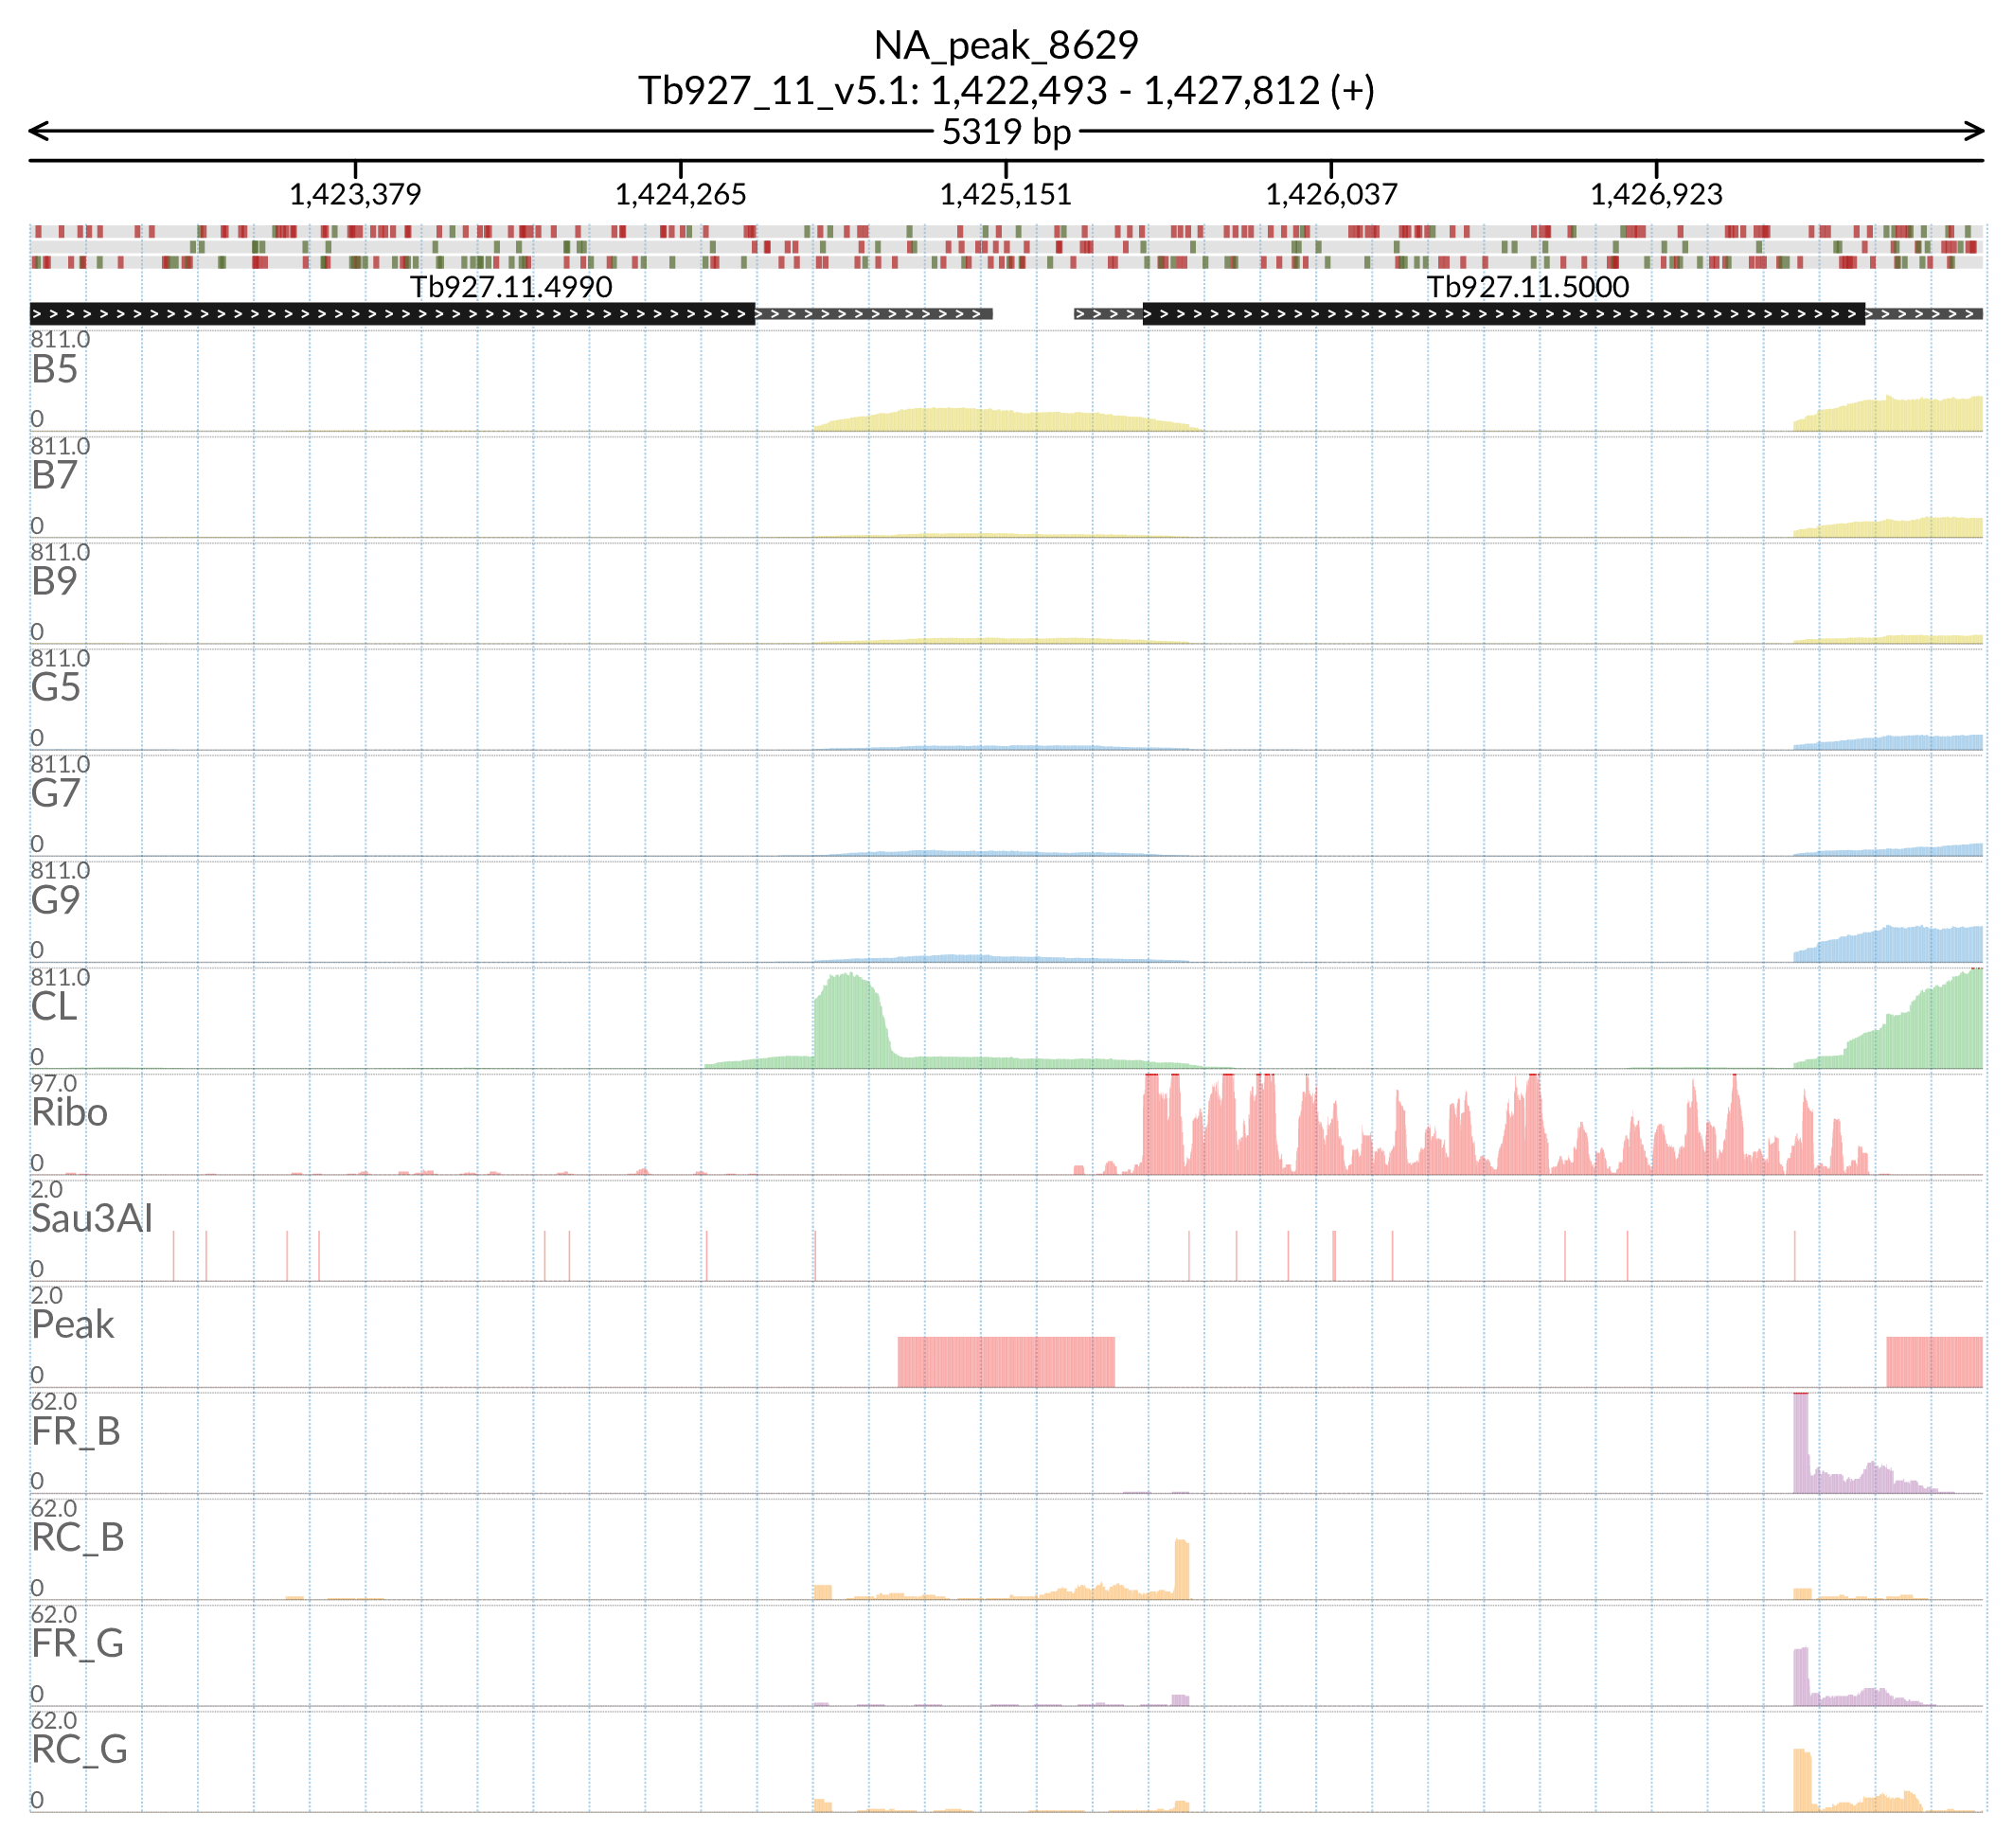 NA_peak_8629
Tb927_11_v5.1: 1,422,493 - 1,427,812 (+)
5319 bp
1,423,379 1,424,265 1,425,151 1,426,037 1,426,923
Tb927.11.4990 Tb927.11.5000
811.0
B5
0
811.0
B7
0
811.0
B9
0
811.0
G5
0
811.0
G7
0
811.0
G9
0
811.0
CL
0
97.0
Ribo
0
2.0
Sau3AI
0
2.0
Peak
0
62.0
FR_B
0
62.0
RC_B
0
62.0
FR_G
0
62.0
RC_G
0